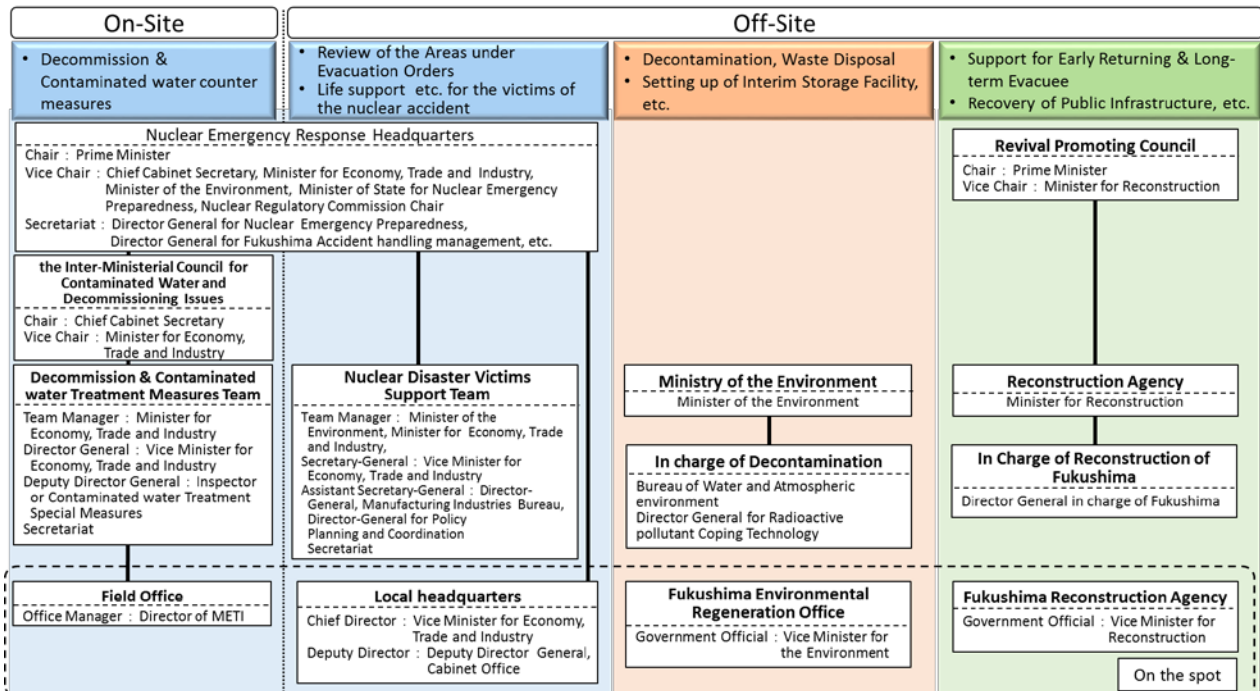 On-Site
Off-Site
• Decommission &
Contaminated water counter
measures
• Review of the Areas under
Evacuation Orders
• Life support etc. for the victims of
the nuclear accident
• Decontamination, Waste Disposal
• Setting up of Interim Storage Facility,
etc.
• Support for Early Returning & Long-
term Evacuee
• Recovery of Public Infrastructure, etc.
Nuclear Emergency Response Headquarters
Chair : Prime Minister
Vice Chair : Chief Cabinet Secretary, Minister for Economy, Trade and Industry,
Minister of the Environment, Minister of State for Nuclear Emergency
Preparedness, Nuclear Regulatory Commission Chair
Secretariat : Director General for Nuclear Emergency Preparedness,
Director General for Fukushima Accident handling management, etc.
Revival Promoting Council
Chair : Prime Minister
Vice Chair : Minister for Reconstruction
the Inter-Ministerial Council for
Contaminated Water and
Decommissioning Issues
Chair : Chief Cabinet Secretary
Vice Chair : Minister for Economy,
Trade and Industry
Decommission & Contaminated
water Treatment Measures Team
Team Manager : Minister for
Economy, Trade and Industry
Director General : Vice Minister for
Economy, Trade and Industry
Deputy Director General : Inspector
or Contaminated water Treatment
Special Measures
Secretariat
Nuclear Disaster Victims
Support Team
Team Manager : Minister of the
Environment, Minister for Economy, Trade
and Industry,
Secretary-General : Vice Minister for
Economy, Trade and Industry
Assistant Secretary-General : Director-
General, Manufacturing Industries Bureau,
Director-General for Policy
Planning and Coordination
Secretariat
Ministry of the Environment
Minister of the Environment
In charge of Decontamination
Bureau of Water and Atmospheric
environment
Director General for Radioactive
pollutant Coping Technology
Reconstruction Agency
Minister for Reconstruction
In Charge of Reconstruction of
Fukushima
Director General in charge of Fukushima
Field Office
Office Manager : Director of METI
Local headquarters
Chief Director : Vice Minister for Economy,
Trade and Industry
Deputy Director : Deputy Director General,
Cabinet Office
Fukushima Environmental
Regeneration Office
Government Official : Vice Minister for
the Environment
Fukushima Reconstruction Agency
Government Official : Vice Minister for
Reconstruction
On the spot